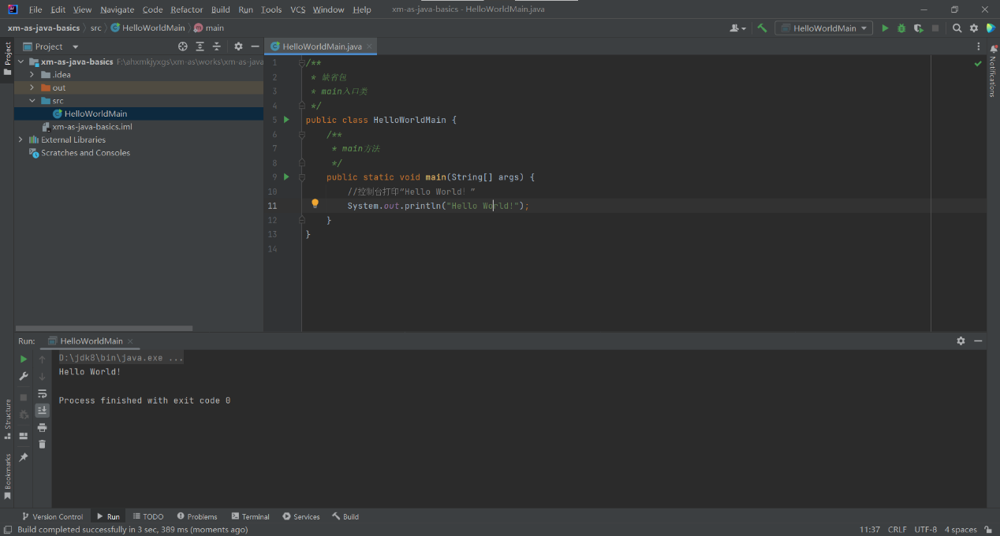 File Edit View Navigate Code Refactor Build Run Tools VCS Window Help xm-as-java-basics - HelloWorldMain.java
xm-as-java-basics src HelloWorldMain main HelloWorldMain
Project
Project
HelloWorldMain.java
Notifications
xm-as-java-basics F:\ahxmkjyxgs\xm-as\works\xm-as-java
.idea
out
src
HelloWorldMain
xm-as-java-basics.iml
External Libraries
Scratches and Consoles
1 /**
2 * 缺省包
3 * main入口类
4 */
5 public class HelloWorldMain {
6 /**
7 * main方法
8 */
9 public static void main(String[] args) {
10 //控制台打印“Hello World！”
11 System.out.println("Hello World!");
12 }
13 }
14
Run: HelloWorldMain
D:\jdk8\bin\java.exe ...
Hello World!
Process finished with exit code 0
Structure
Bookmarks
Version Control Run TODO Problems Terminal Services Build
Build completed successfully in 3 sec, 389 ms (moments ago) 11:37 CRLF UTF-8 4 spaces